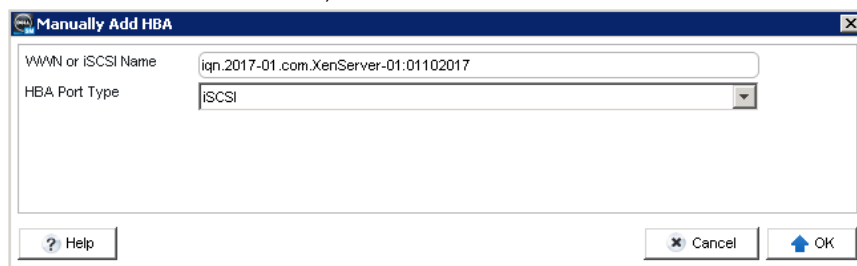 Manually Add HBA
WWN or iSCSI Name
iqn.2017-01.com.XenServer-01:01102017
HBA Port Type
iSCSI
? Help
Cancel
OK